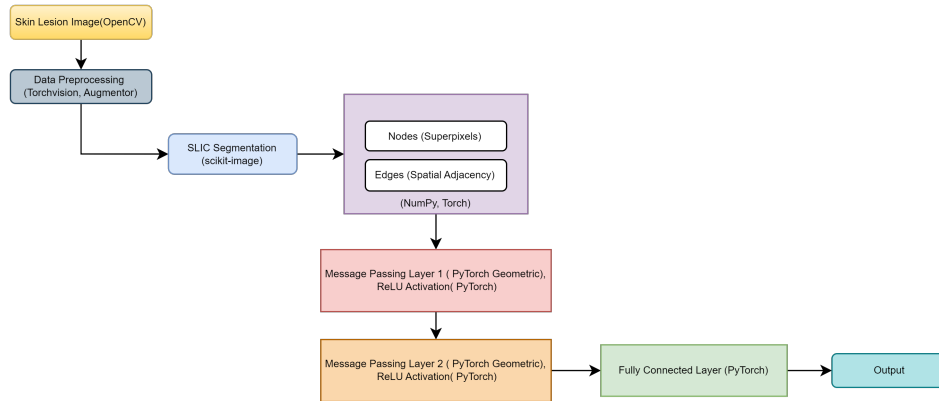 Skin Lesion Image(OpenCV)
Data Preprocessing
(Torchvision, Augmentor)
SLIC Segmentation
(scikit-image)
Nodes (Superpixels)
Edges (Spatial Adjacency)
(NumPy, Torch)
Message Passing Layer 1 ( PyTorch Geometric),
ReLU Activation( PyTorch)
Message Passing Layer 2 ( PyTorch Geometric),
ReLU Activation( PyTorch)
Fully Connected Layer (PyTorch)
Output